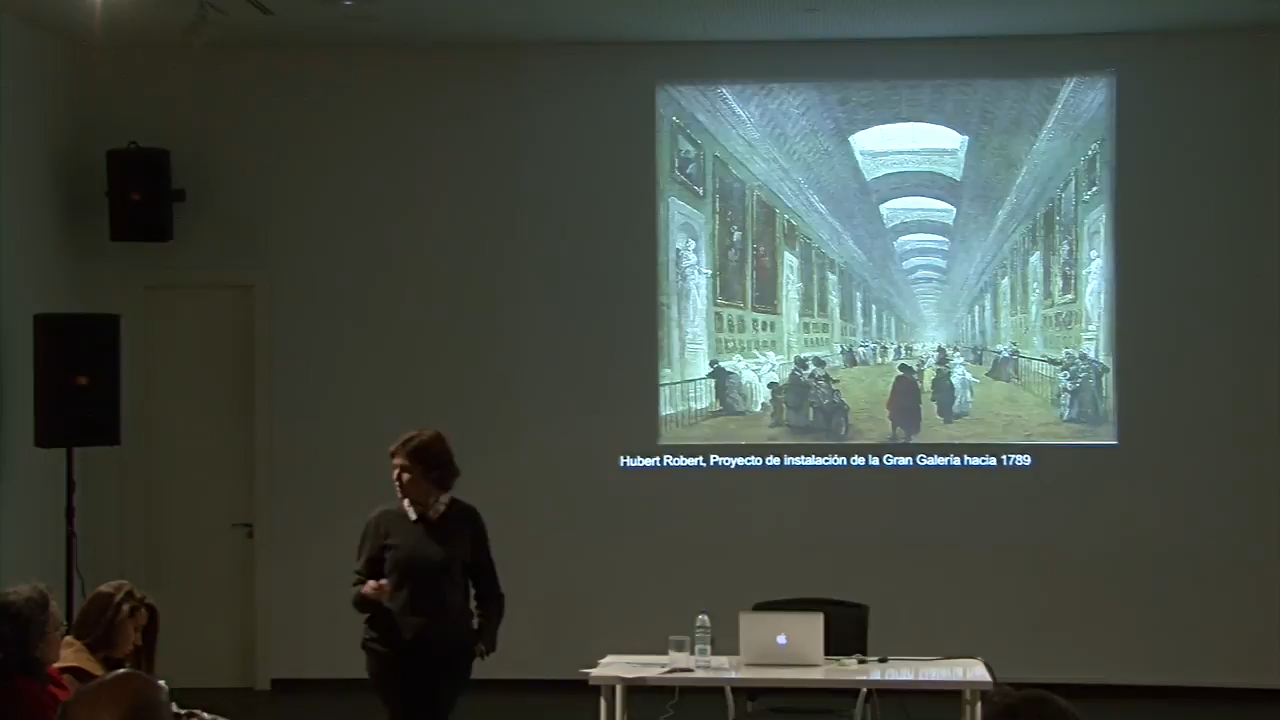 Hubert Robert, Proyecto de instalación de la Gran Galería hacia 1789